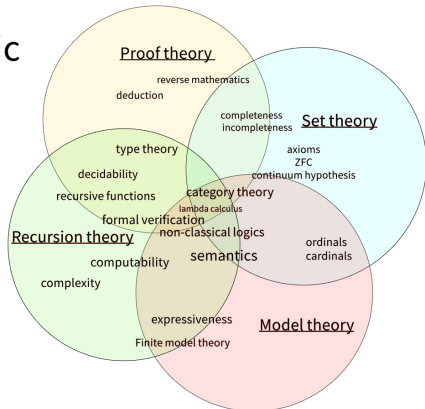 c
Proof theory
reverse mathematics
deduction
completeness
incompleteness
Set theory
axioms
ZFC
continuum hypothesis
type theory
decidability
recursive functions
category theory
lambda calculus
formal verification
non-classical logics
Recursion theory
semantics
ordinals
cardinals
computability
complexity
expressiveness
Model theory
Finite model theory